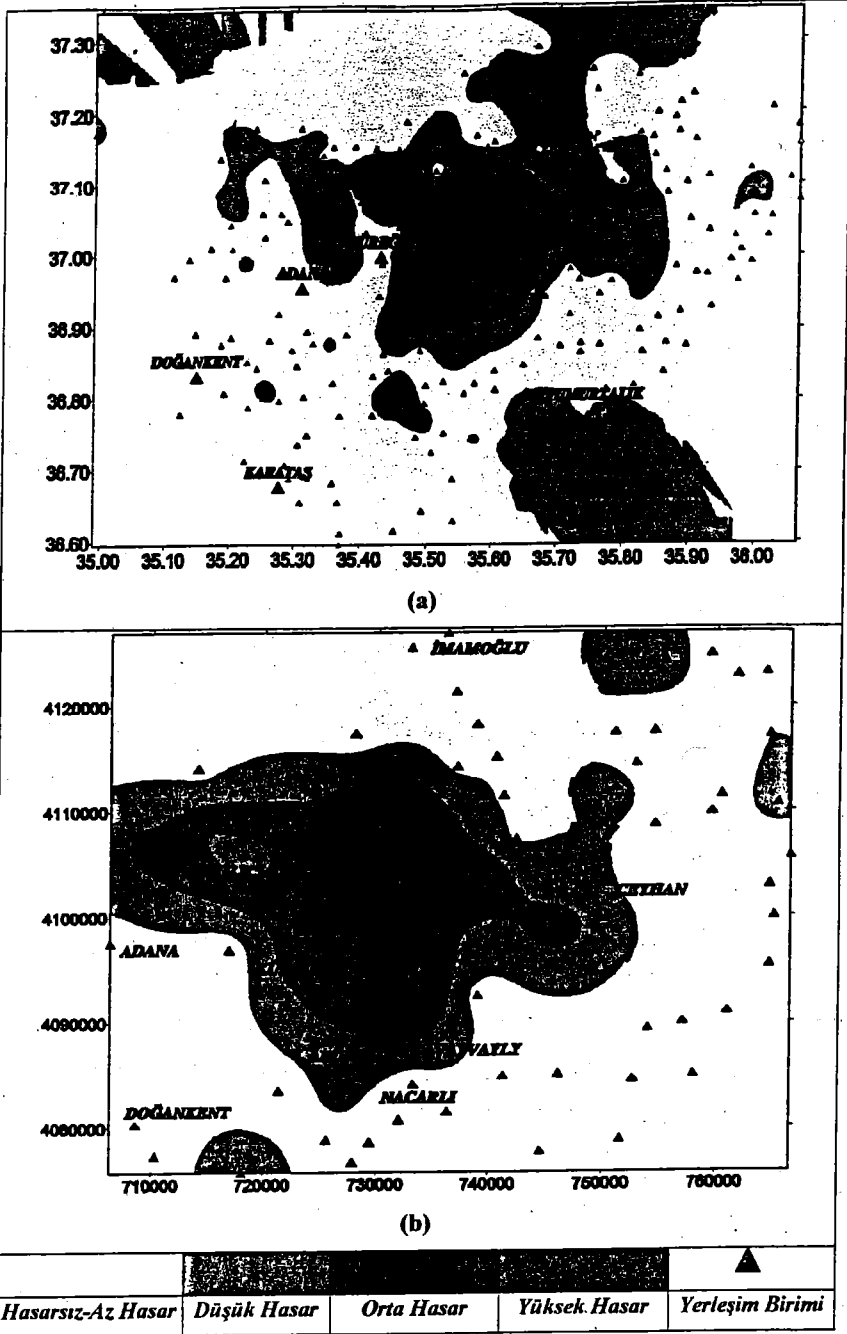 37.30
37.20
37.10
37.00
36.90
36.80
36.70
36.60
DOĞANKENT
KARATAŞ
35.00 35.10 35.20 35.30 35.40 35.50 35.60 35.70 35.80 35.90 36.00
(a)
İMAMOĞLU
4120000
4110000
CEYHAN
4100000
ADANA
4090000
NACARLI
DOĞANKENT
4080000
710000 720000 730000 740000 750000 760000
(b)
Hasarsız-Az Hasar Düşük Hasar Orta Hasar Yüksek Hasar Yerleşim Birimi